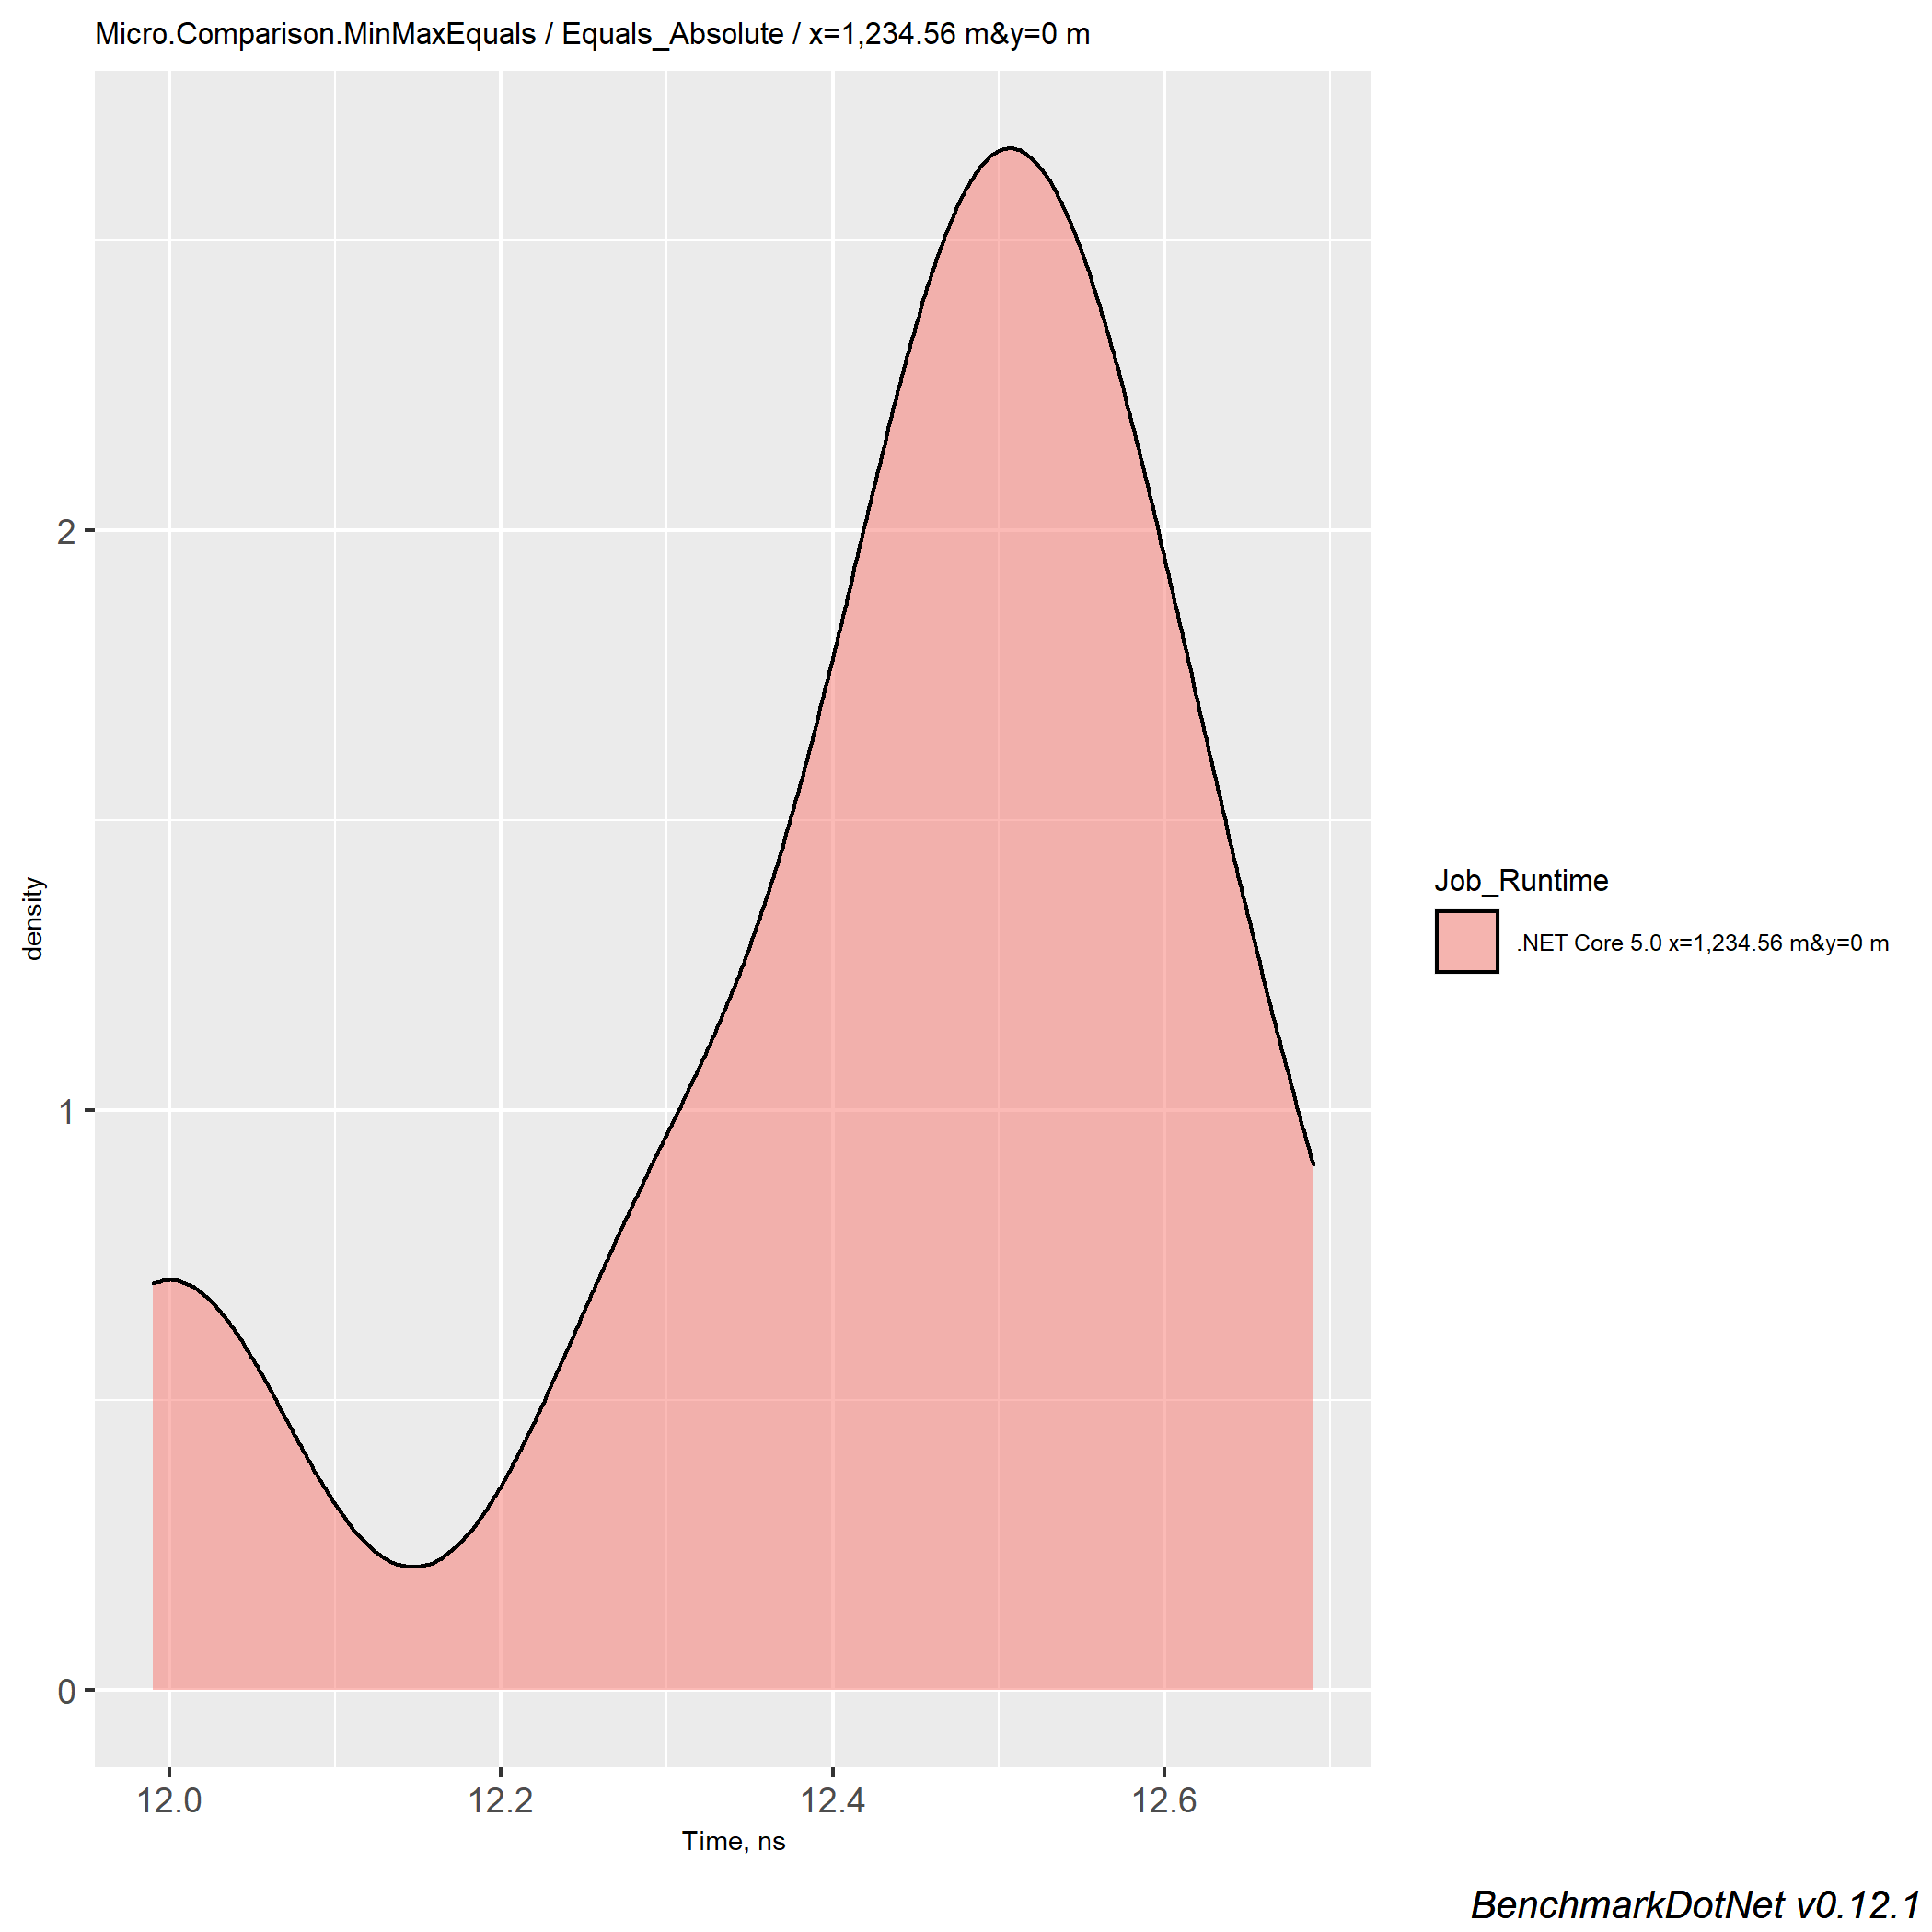 Micro.Comparison.MinMaxEquals / Equals_Absolute / x=1,234.56 m&y=0 m
density
2
1
0
12.0 12.2 12.4 12.6
Time, ns
Job_Runtime
.NET Core 5.0 x=1,234.56 m&y=0 m
BenchmarkDotNet v0.12.1